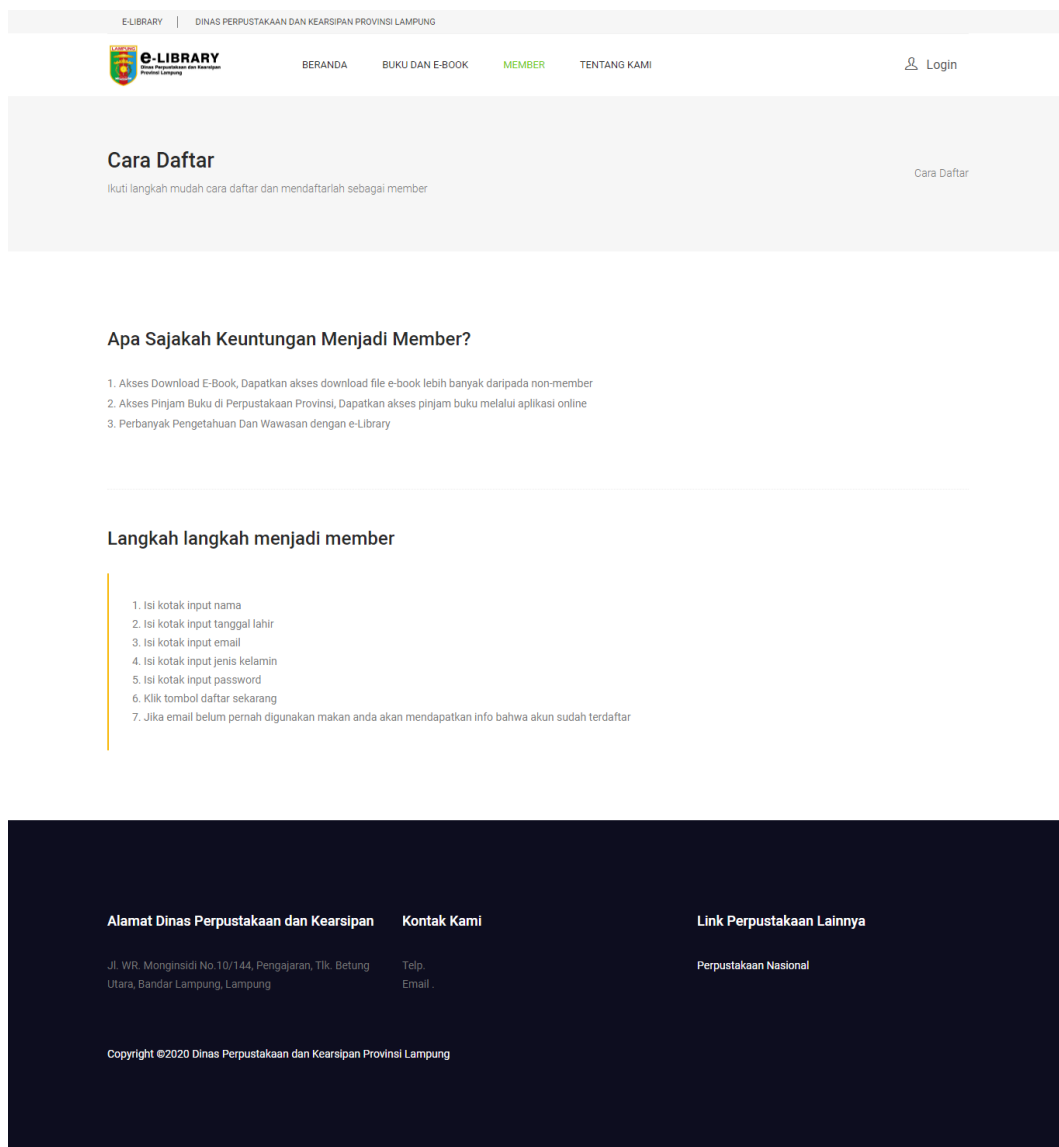 E-LIBRARY
DINAS PERPUSTAKAAN DAN KEARSIPAN PROVINSI LAMPUNG
LAMPUNG
e-LIBRARY
Dinas Perpustakaan dan Kearsipan
Provinsi Lampung
BERANDA
BUKU DAN E-BOOK
MEMBER
TENTANG KAMI
Login
Cara Daftar
Ikuti langkah mudah cara daftar dan mendaftarlah sebagai member
Cara Daftar
Apa Sajakah Keuntungan Menjadi Member?
1. Akses Download E-Book, Dapatkan akses download file e-book lebih banyak daripada non-member
2. Akses Pinjam Buku di Perpustakaan Provinsi, Dapatkan akses pinjam buku melalui aplikasi online
3. Perbanyak Pengetahuan Dan Wawasan dengan e-Library
Langkah langkah menjadi member
1. Isi kotak input nama
2. Isi kotak input tanggal lahir
3. Isi kotak input email
4. Isi kotak input jenis kelamin
5. Isi kotak input password
6. Klik tombol daftar sekarang
7. Jika email belum pernah digunakan makan anda akan mendapatkan info bahwa akun sudah terdaftar
Alamat Dinas Perpustakaan dan Kearsipan
Jl. WR. Monginsidi No.10/144, Pengajaran, Tlk. Betung
Utara, Bandar Lampung, Lampung
Kontak Kami
Telp.
Email .
Link Perpustakaan Lainnya
Perpustakaan Nasional
Copyright ©2020 Dinas Perpustakaan dan Kearsipan Provinsi Lampung